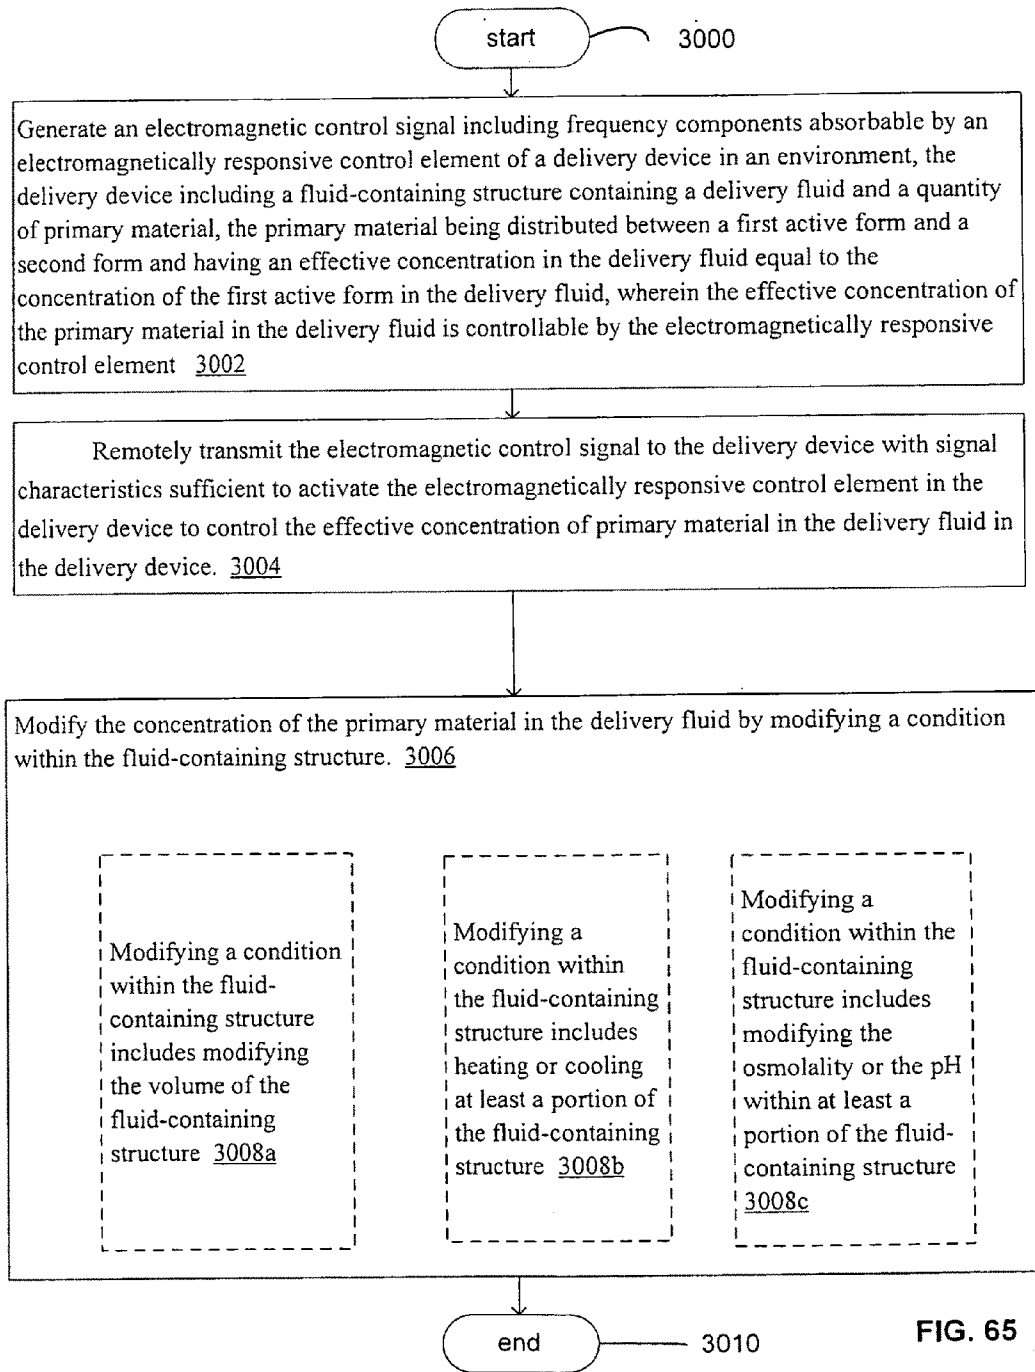 start
3000
Generate an electromagnetic control signal including frequency components absorbable by an
electromagnetically responsive control element of a delivery device in an environment, the
delivery device including a fluid-containing structure containing a delivery fluid and a quantity
of primary material, the primary material being distributed between a first active form and a
second form and having an effective concentration in the delivery fluid equal to the
concentration of the first active form in the delivery fluid, wherein the effective concentration of
the primary material in the delivery fluid is controllable by the electromagnetically responsive
control element 3002
Remotely transmit the electromagnetic control signal to the delivery device with signal
characteristics sufficient to activate the electromagnetically responsive control element in the
delivery device to control the effective concentration of primary material in the delivery fluid in
the delivery device. 3004
Modify the concentration of the primary material in the delivery fluid by modifying a condition
within the fluid-containing structure. 3006
Modifying a condition
within the fluid-
containing structure
includes modifying
the volume of the
fluid-containing
structure 3008a
Modifying a
condition within
the fluid-containing
structure includes
heating or cooling
at least a portion of
the fluid-containing
structure 3008b
Modifying a
condition within the
fluid-containing
structure includes
modifying the
osmolality or the pH
within at least a
portion of the fluid-
containing structure
3008c
end
3010
FIG. 65